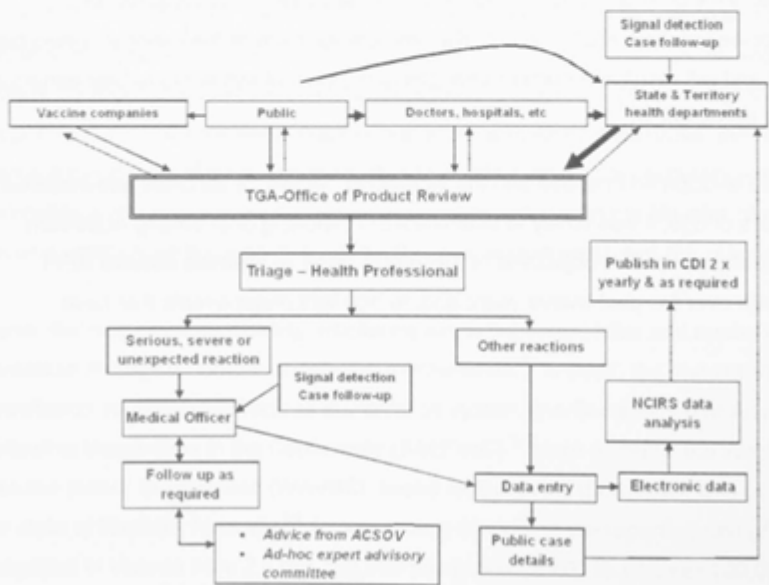 Signal detection
Case follow-up
Vaccine companies
Public
Doctors, hospitals, etc
State & Territory
health departments
TGA-Office of Product Review
Triage – Health Professional
Publish in CDI 2 x
yearly & as required
Serious, severe or
unexpected reaction
Other reactions
Signal detection
Case follow-up
NCIRS data
analysis
Medical Officer
Follow up as
required
Data entry
Electronic data
• Advice from ACSOV
• Ad-hoc expert advisory
committee
Public case
details